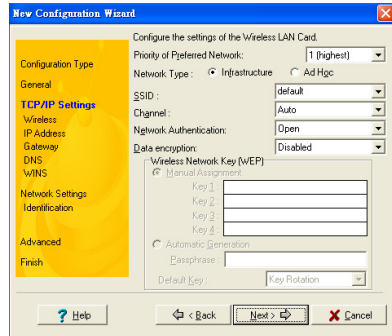 New Configuration Wizard
Configure the settings of the Wireless LAN Card.
Priority of Preferred Network: 1 (highest)
Network Type : Infrastructure Ad Hoc
SSID : default
Channel : Auto
Network Authentication: Open
Data encryption: Disabled
Wireless Network Key (WEP)
Manual Assignment
Key 1 :
Key 2 :
Key 3 :
Key 4 :
Automatic Generation
Passphrase :
Default Key : Key Rotation
Configuration Type
General
TCP/IP Settings
Wireless
IP Address
Gateway
DNS
WINS
Network Settings
Identification
Advanced
Finish
? Help
< Back
Next >
Cancel